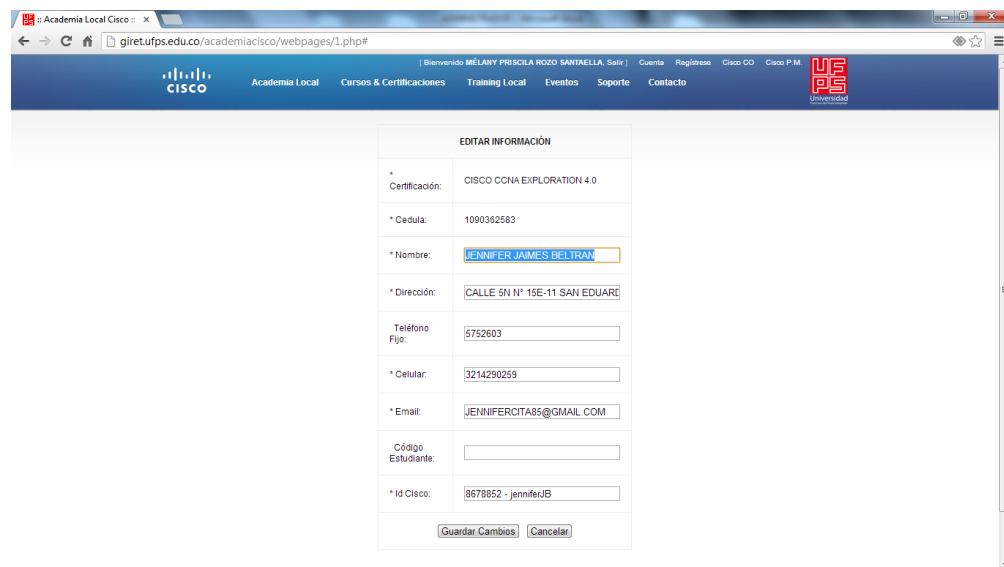 :: Academia Local Cisco ::
giret.ufps.edu.co/academiacisco/webpages/1.php#
| Bienvenido MÉLANY PRISCILA ROZO SANTAELLA, Salir | Cuenta Regístrese Cisco CO Cisco P.M.
CISCO
Academia Local Cursos & Certificaciones Training Local Eventos Soporte Contacto
UFPS
Universidad
EDITAR INFORMACIÓN
* Certificación: CISCO CCNA EXPLORATION 4.0
* Cedula: 1090362583
* Nombre: JENNIFER JAIMES BELTRAN
* Dirección: CALLE 5N N° 15E-11 SAN EDUARD
Teléfono Fijo: 5752603
* Celular: 3214290259
* Email: JENNIFERCITA85@GMAIL.COM
Código Estudiante:
* Id Cisco: 8678852 - jenniferJB
Guardar Cambios Cancelar